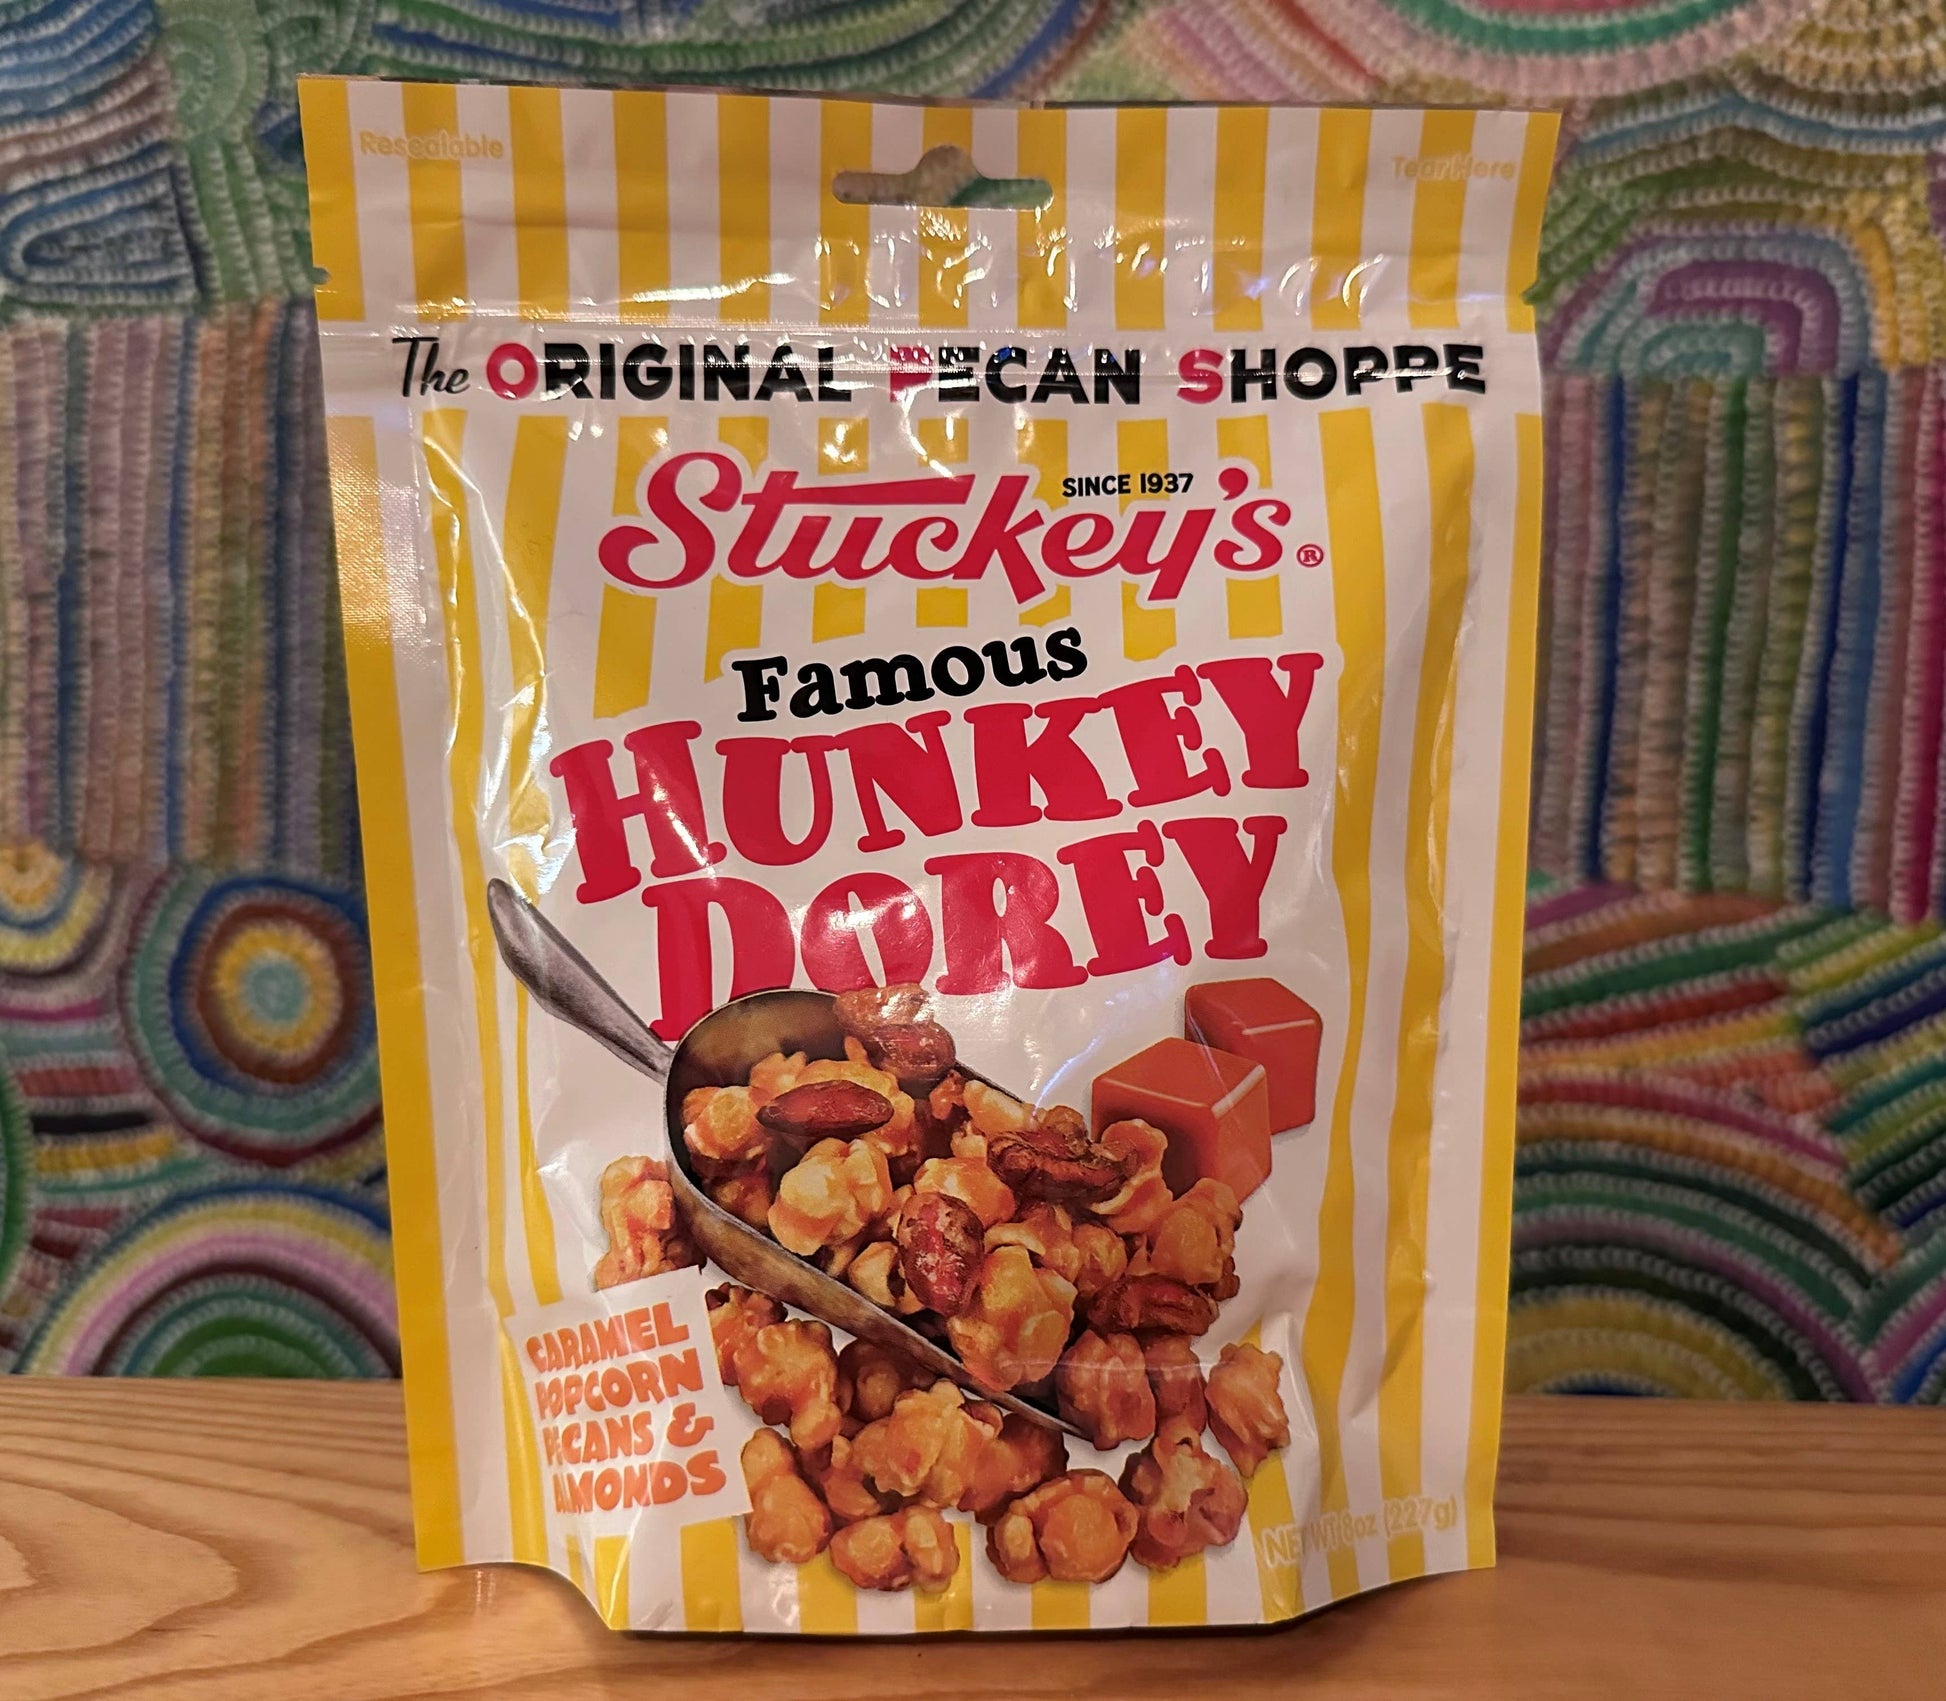 Resealable
Tear Here
The ORIGINAL PECAN SHOPPE
SINCE 1937
Stuckey's®
Famous
HUNKEY
DOREY
CARAMEL
POPCORN
PECANS &
ALMONDS
NET WT 8oz (227g)